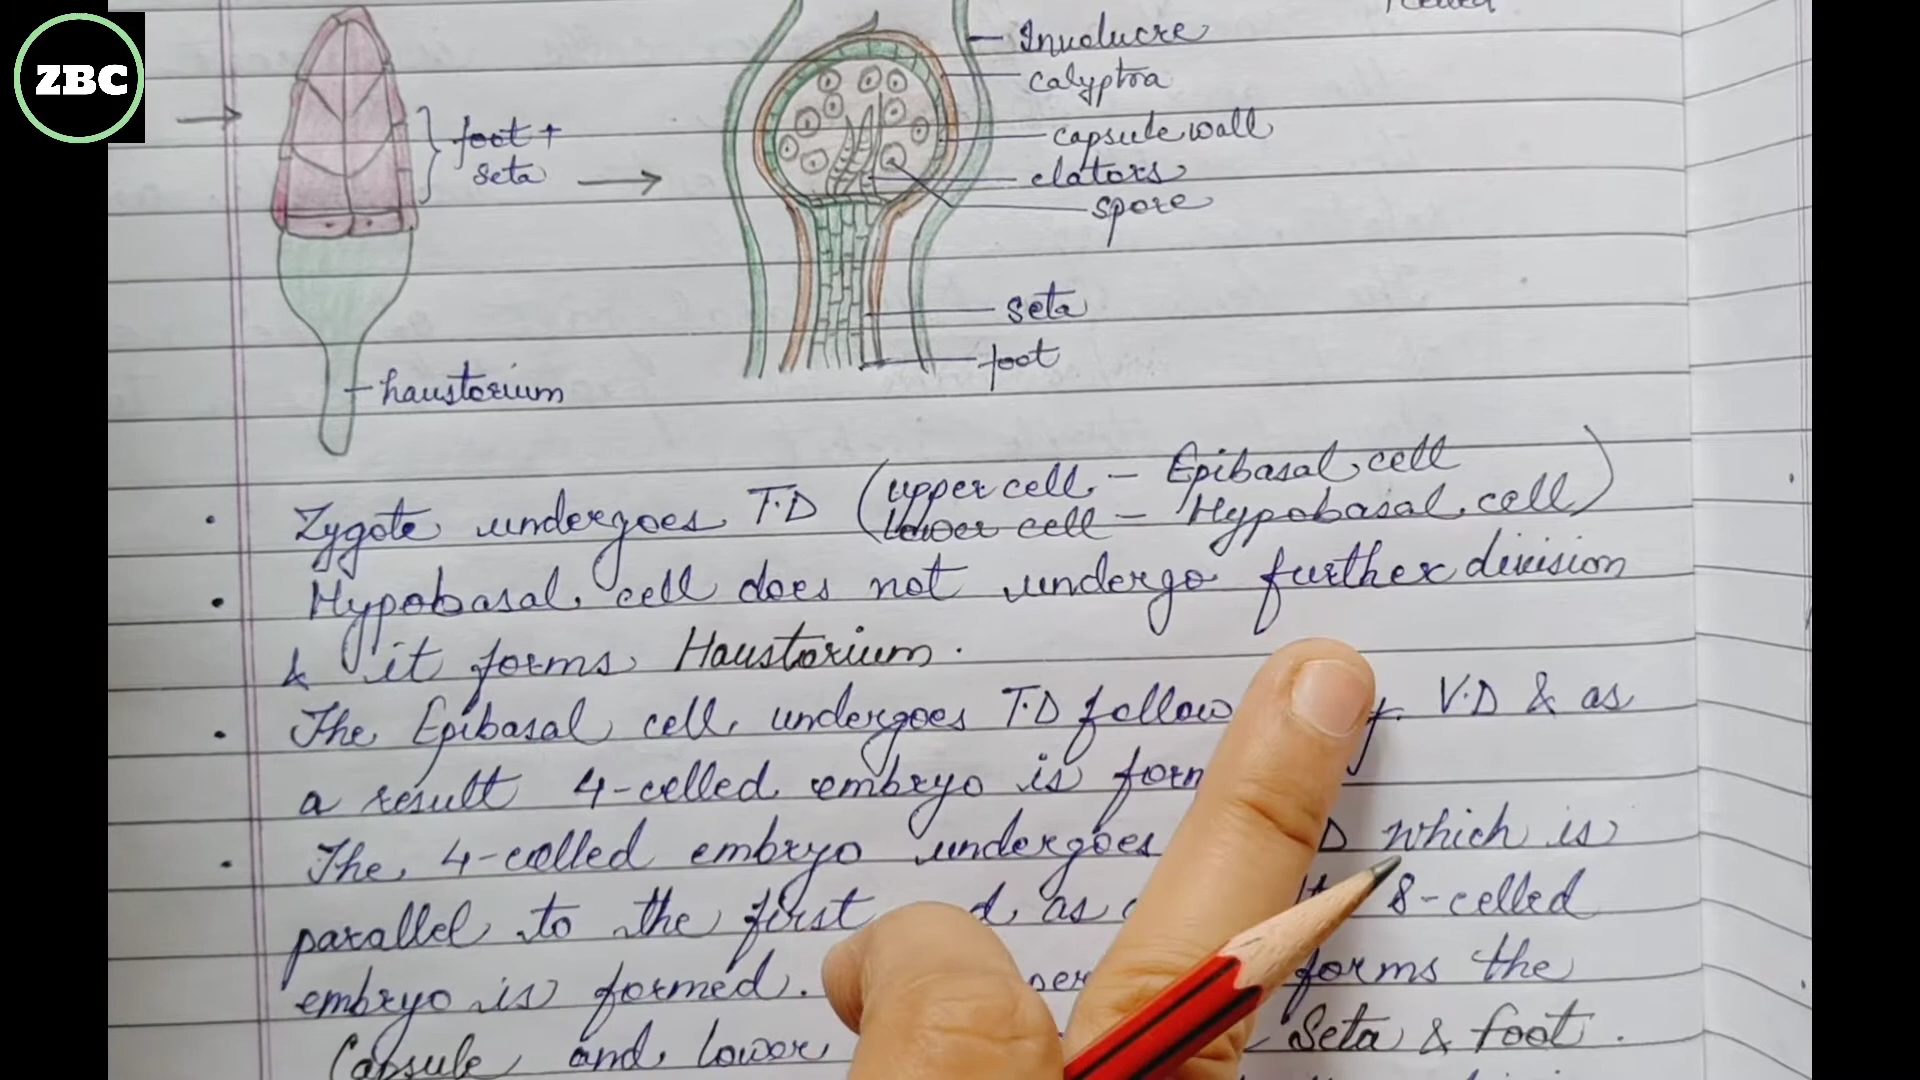 ZBC
Involucre
calyptra
capsule wall
elators
spore
foot +
seta
seta
foot
haustorium
Zygote undergoes T.D (upper cell - Epibasal cell
lower cell - Hypobasal cell)
Hypobasal cell does not undergo further division
& it forms Haustorium.
The Epibasal cell undergoes T.D V.D & as
a result 4-celled embryo is
The 4-celled embryo undergoes which is
parallel to the first as 8-celled
embryo is formed. forms the
Capsule and lower Seta & foot.